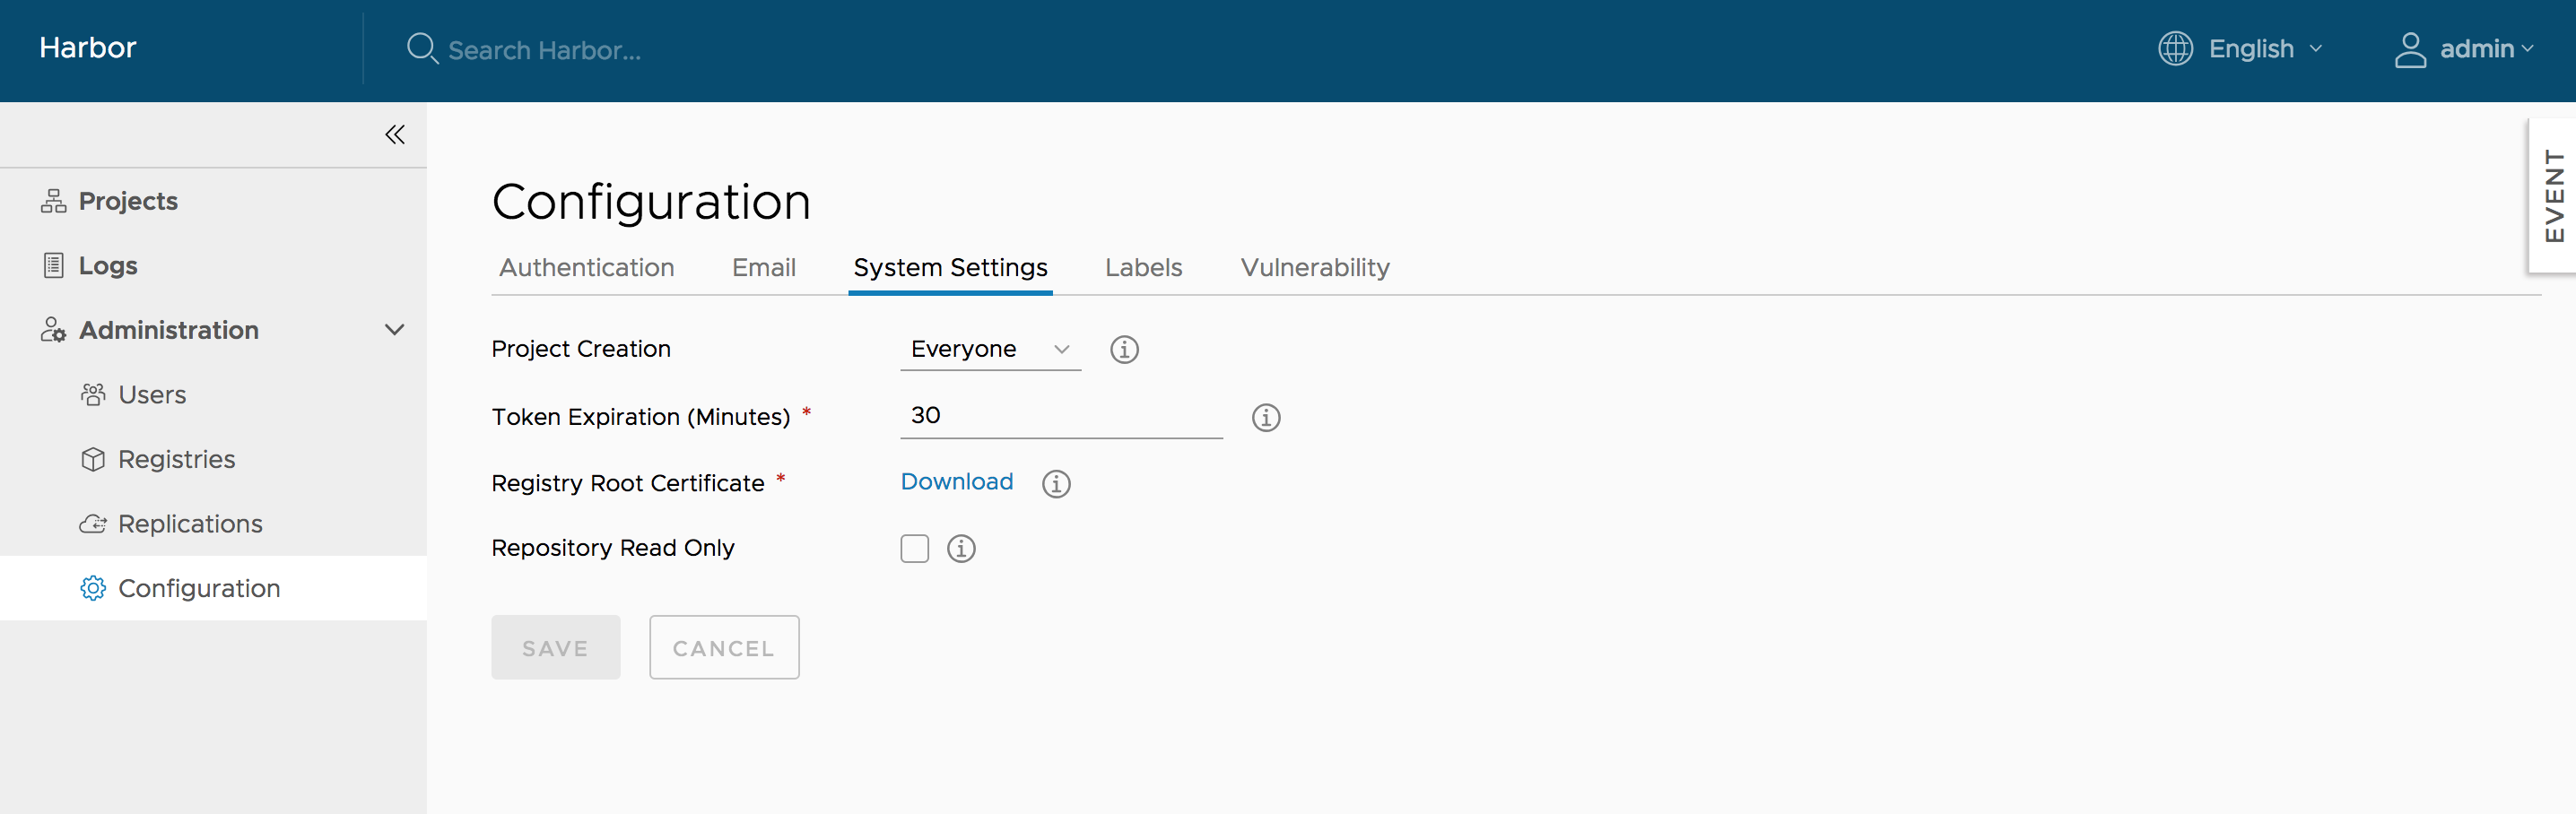 Harbor
Search Harbor...
English
admin
EVENT
Projects
Logs
Administration
Users
Registries
Replications
Configuration
Configuration
Authentication Email System Settings Labels Vulnerability
Project Creation Everyone
Token Expiration (Minutes) * 30
Registry Root Certificate * Download
Repository Read Only
SAVE CANCEL